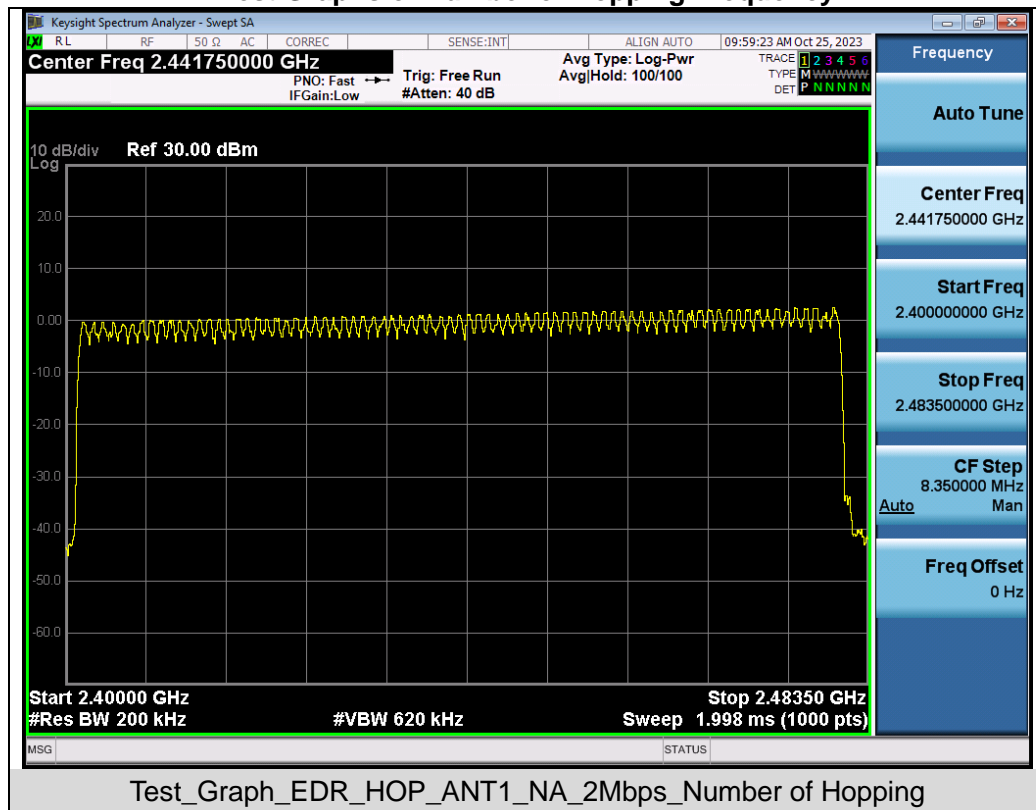 Keysight Spectrum Analyzer - Swept SA
LXI RL RF 50 Ω AC CORREC SENSE:INT ALIGN AUTO 09:59:23 AM Oct 25, 2023
Center Freq 2.441750000 GHz
PNO: Fast
IFGain:Low
Trig: Free Run
#Atten: 40 dB
Avg Type: Log-Pwr
Avg|Hold: 100/100
TRACE 1 2 3 4 5 6
TYPE M WWWWW
DET P N N N N N
10 dB/div Ref 30.00 dBm
Log
20.0
10.0
0.00
-10.0
-20.0
-30.0
-40.0
-50.0
-60.0
Start 2.40000 GHz Stop 2.48350 GHz
#Res BW 200 kHz #VBW 620 kHz Sweep 1.998 ms (1000 pts)
MSG STATUS
Frequency
Auto Tune
Center Freq
2.441750000 GHz
Start Freq
2.400000000 GHz
Stop Freq
2.483500000 GHz
CF Step
8.350000 MHz
Auto Man
Freq Offset
0 Hz
Test_Graph_EDR_HOP_ANT1_NA_2Mbps_Number of Hopping